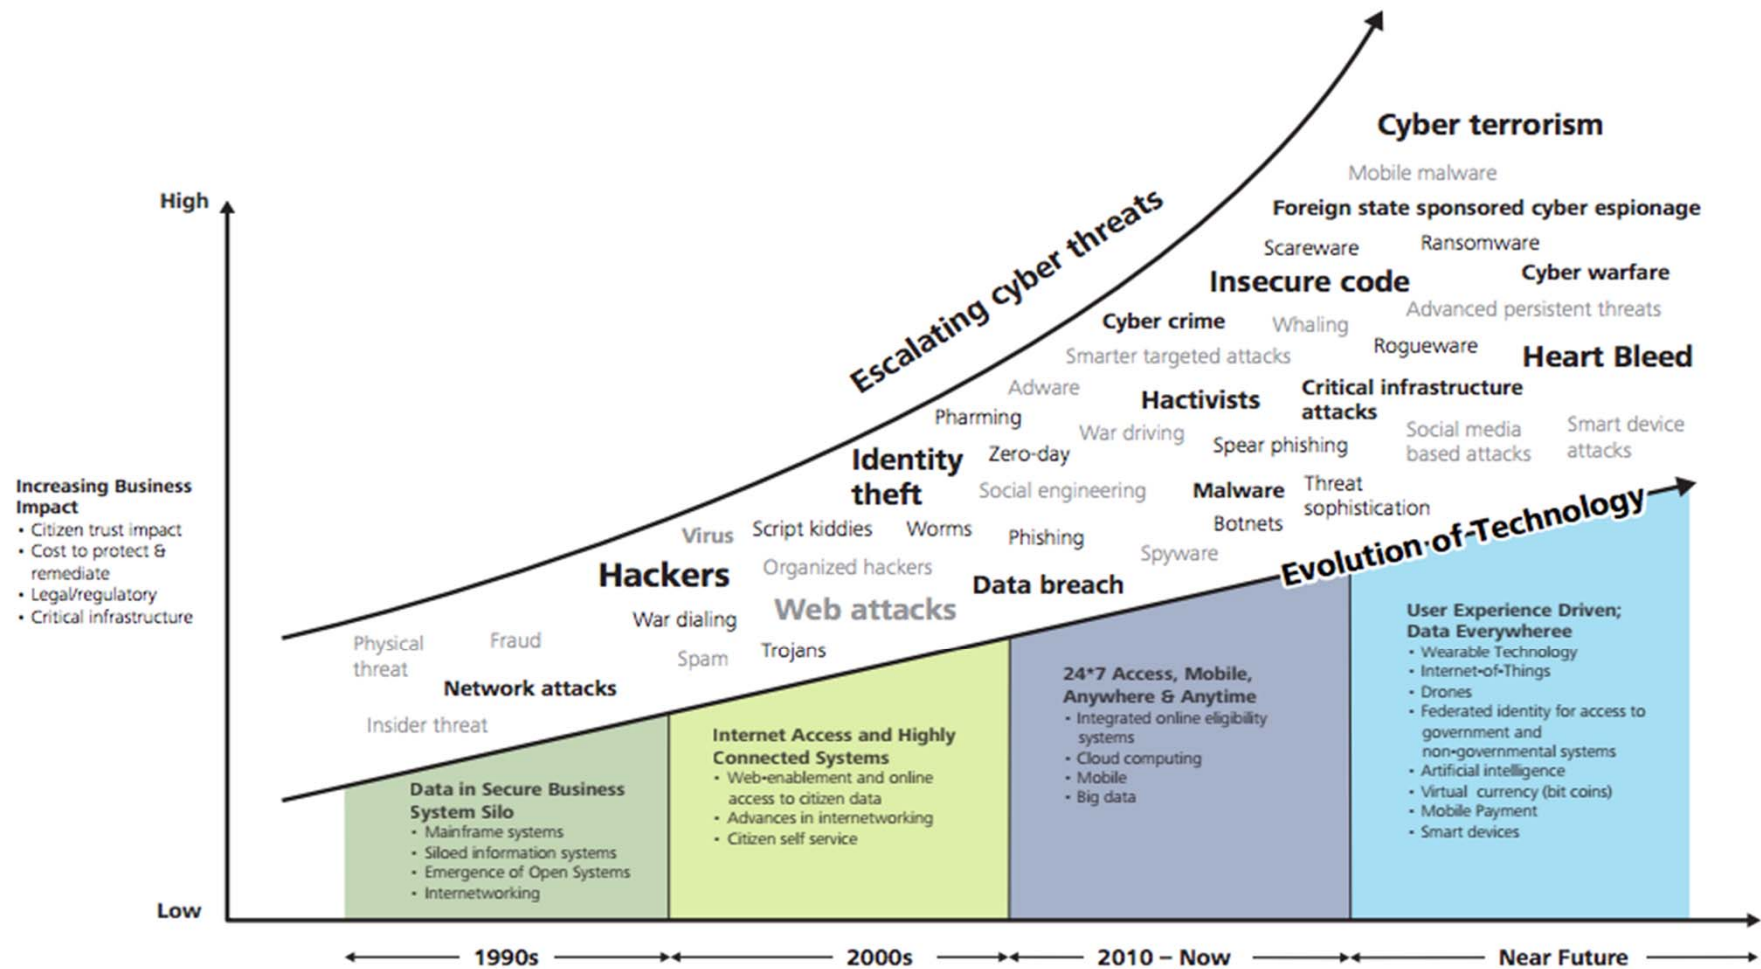 Cyber terrorism
Mobile malware
High
Escalating cyber threats
Foreign state sponsored cyber espionage
Scareware
Ransomware
Insecure code
Cyber warfare
Advanced persistent threats
Cyber crime
Whaling
Rogueware
Smarter targeted attacks
Heart Bleed
Adware
Hactivists
Critical infrastructure
attacks
Pharming
War driving
Spear phishing
Social media
based attacks
Smart device
attacks
Identity
theft
Zero-day
Social engineering
Malware
Threat
sophistication
Botnets
Increasing Business
Impact
• Citizen trust impact
• Cost to protect &
remediate
• Legal/regulatory
• Critical infrastructure
Virus
Script kiddies
Worms
Phishing
Spyware
Evolution-of-Technology
Hackers
Organized hackers
Data breach
War dialing
Web attacks
Physical
threat
Fraud
Spam
Trojans
Network attacks
Insider threat
Data in Secure Business
System Silo
• Mainframe systems
• Siloed information systems
• Emergence of Open Systems
• Internetworking
Internet Access and Highly
Connected Systems
• Web-enablement and online
access to citizen data
• Advances in internetworking
• Citizen self service
24*7 Access, Mobile,
Anywhere & Anytime
• Integrated online eligibility
systems
• Cloud computing
• Mobile
• Big data
User Experience Driven;
Data Everywheree
• Wearable Technology
• Internet-of-Things
• Drones
• Federated identity for access to
government and
non-governmental systems
• Artificial intelligence
• Virtual currency (bit coins)
• Mobile Payment
• Smart devices
Low
1990s
2000s
2010 – Now
Near Future